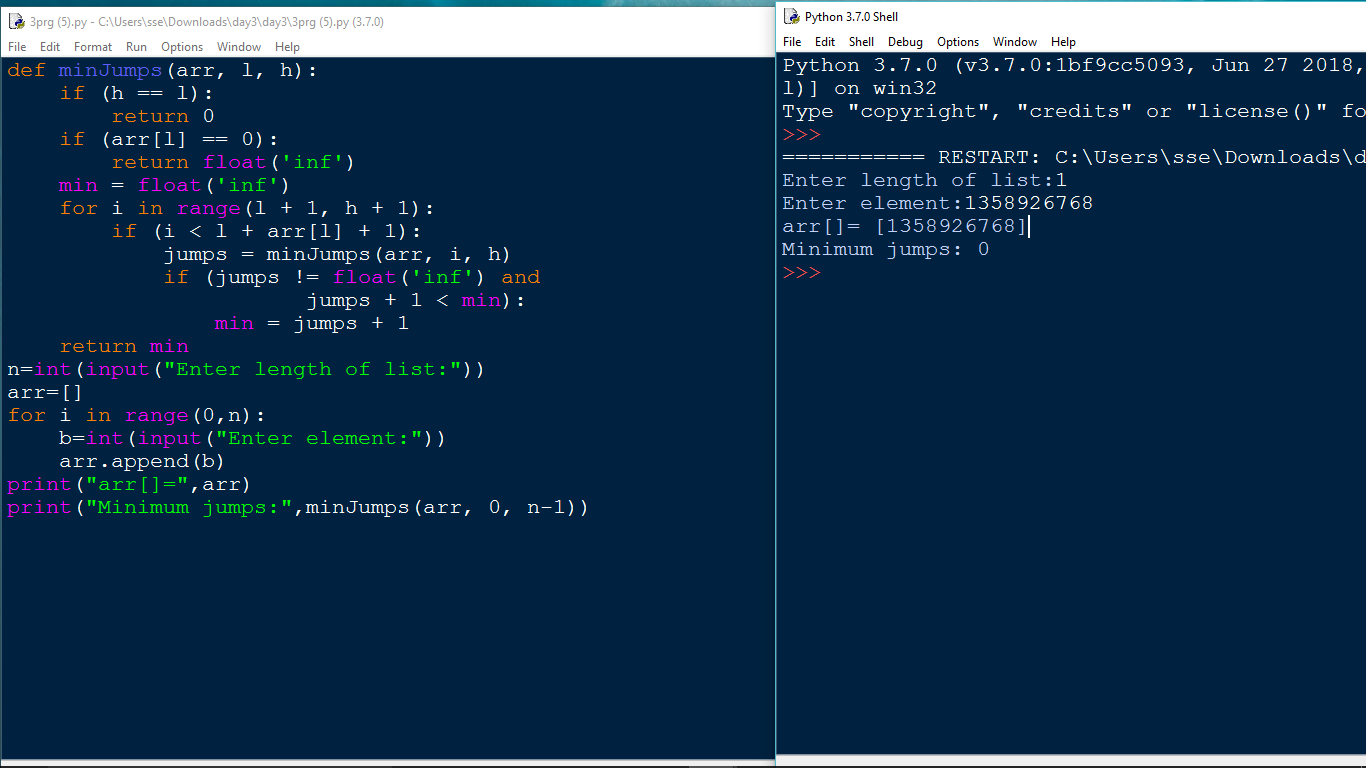 3prg (5).py - C:\Users\sse\Downloads\day3\day3\3prg (5).py (3.7.0)
File Edit Format Run Options Window Help
def minJumps(arr, l, h):
    if (h == l):
        return 0
    if (arr[l] == 0):
        return float('inf')
    min = float('inf')
    for i in range(l + 1, h + 1):
        if (i < l + arr[l] + 1):
            jumps = minJumps(arr, i, h)
            if (jumps != float('inf') and
                       jumps + 1 < min):
                min = jumps + 1
    return min
n=int(input("Enter length of list:"))
arr=[]
for i in range(0,n):
    b=int(input("Enter element:"))
    arr.append(b)
print("arr[]=",arr)
print("Minimum jumps:",minJumps(arr, 0, n-1))
Python 3.7.0 Shell
File Edit Shell Debug Options Window Help
Python 3.7.0 (v3.7.0:1bf9cc5093, Jun 27 2018,
l)] on win32
Type "copyright", "credits" or "license()" fo
>>>
=========== RESTART: C:\Users\sse\Downloads\d
Enter length of list:1
Enter element:1358926768
arr[]= [1358926768]
Minimum jumps: 0
>>>